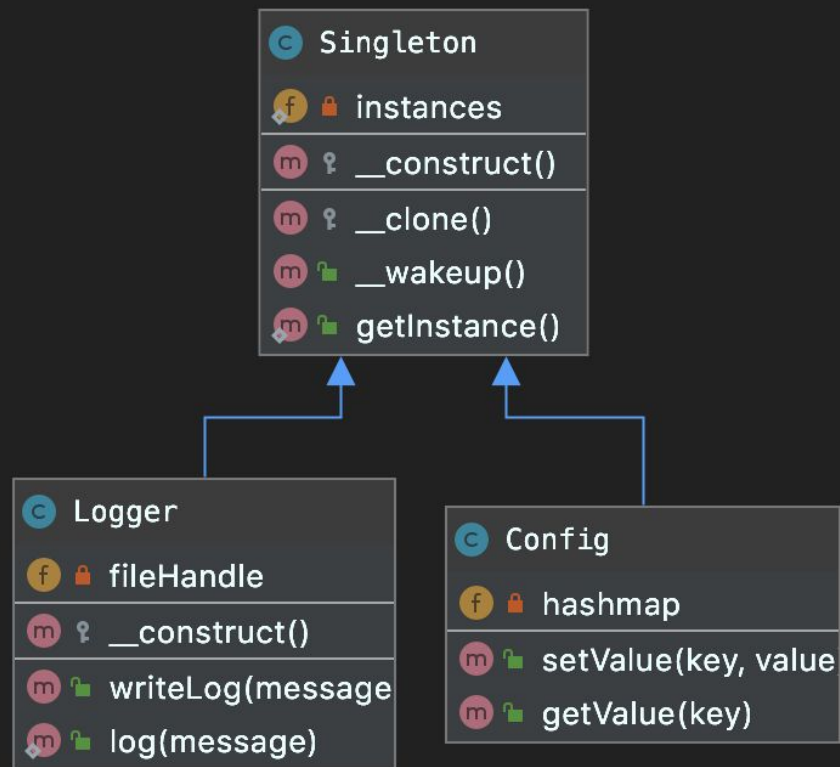 Singleton
instances
__construct()
__clone()
__wakeup()
getInstance()
Logger
fileHandle
__construct()
writeLog(message
log(message)
Config
hashmap
setValue(key, value
getValue(key)